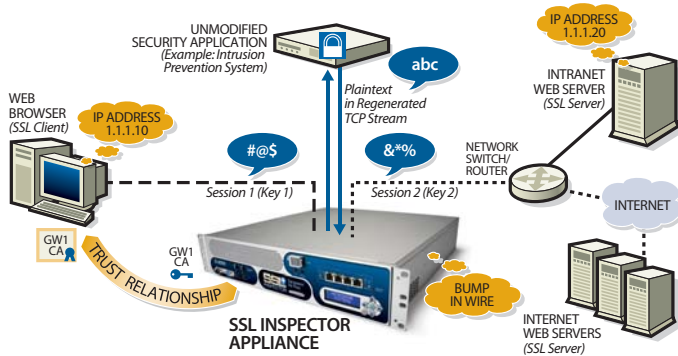 UNMODIFIED
SECURITY APPLICATION
(Example: Intrusion
Prevention System)
abc
Plaintext
in Regenerated
TCP Stream
IP ADDRESS
1.1.1.20
INTRANET
WEB SERVER
(SSL Server)
WEB
BROWSER
(SSL Client)
IP ADDRESS
1.1.1.10
#@$
&*%
Session 1 (Key 1)
Session 2 (Key 2)
NETWORK
SWITCH/
ROUTER
INTERNET
GW1
CA
TRUST RELATIONSHIP
GW1
CA
BUMP
IN WIRE
SSL INSPECTOR
APPLIANCE
INTERNET
WEB SERVERS
(SSL Server)